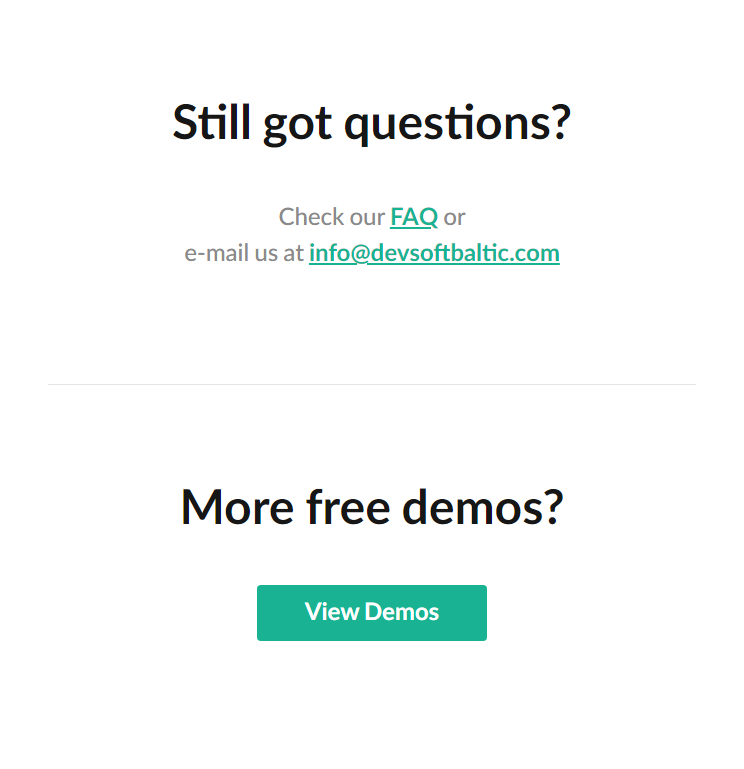 Still got questions?
Check our FAQ or
e-mail us at info@devsoftbaltic.com
More free demos?
View Demos